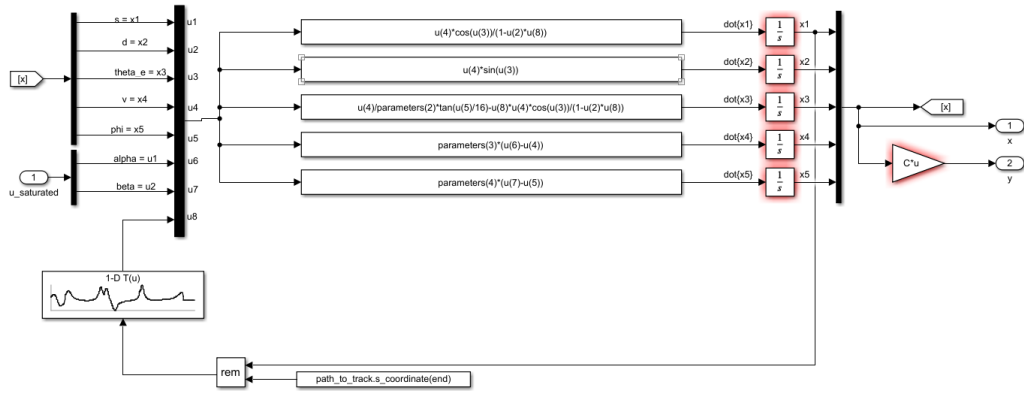 s = x1
d = x2
theta_e = x3
v = x4
phi = x5
alpha = u1
beta = u2
[x]
1
u_saturated
u1
u2
u3
u4
u5
u6
u7
u8
u(4)*cos(u(3))/(1-u(2)*u(8))
u(4)*sin(u(3))
u(4)/parameters(2)*tan(u(5)/16)-u(8)*u(4)*cos(u(3))/(1-u(2)*u(8))
parameters(3)*(u(6)-u(4))
parameters(4)*(u(7)-u(5))
dot{x1} 1/s x1
dot{x2} 1/s x2
dot{x3} 1/s x3
dot{x4} 1/s x4
dot{x5} 1/s x5
[x]
1
x
C*u
2
y
1-D T(u)
rem
path_to_track.s_coordinate(end)